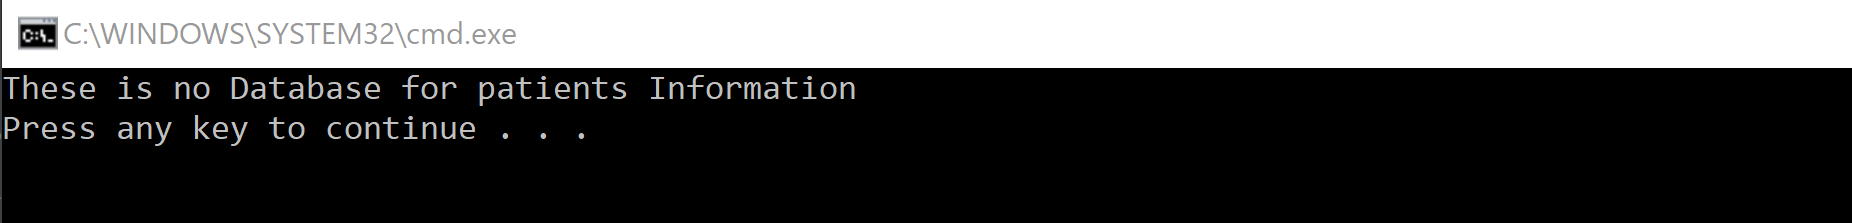 C:\WINDOWS\SYSTEM32\cmd.exe
These is no Database for patients Information
Press any key to continue . . .